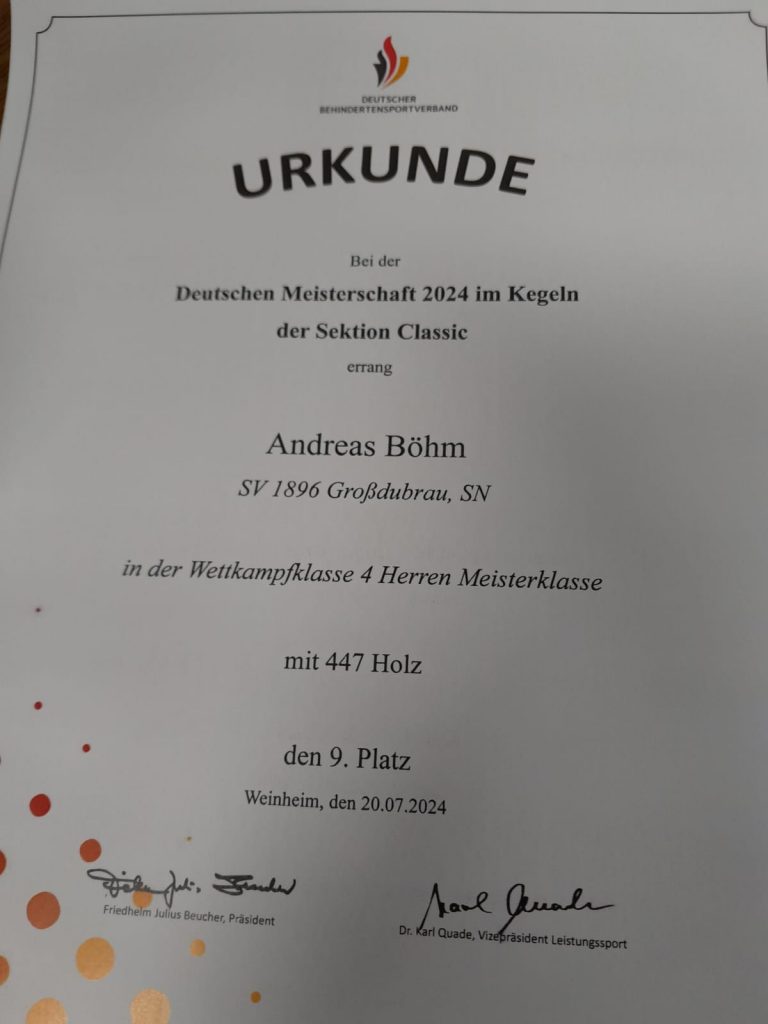 DEUTSCHER
BEHINDERTENSPORTVERBAND
URKUNDE
Bei der
Deutschen Meisterschaft 2024 im Kegeln
der Sektion Classic
errang
Andreas Böhm
SV 1896 Großdubrau, SN
in der Wettkampfklasse 4 Herren Meisterklasse
mit 447 Holz
den 9. Platz
Weinheim, den 20.07.2024
Friedhelm Julius Beucher, Präsident
Karl Quade
Dr. Karl Quade, Vizepräsident Leistungssport